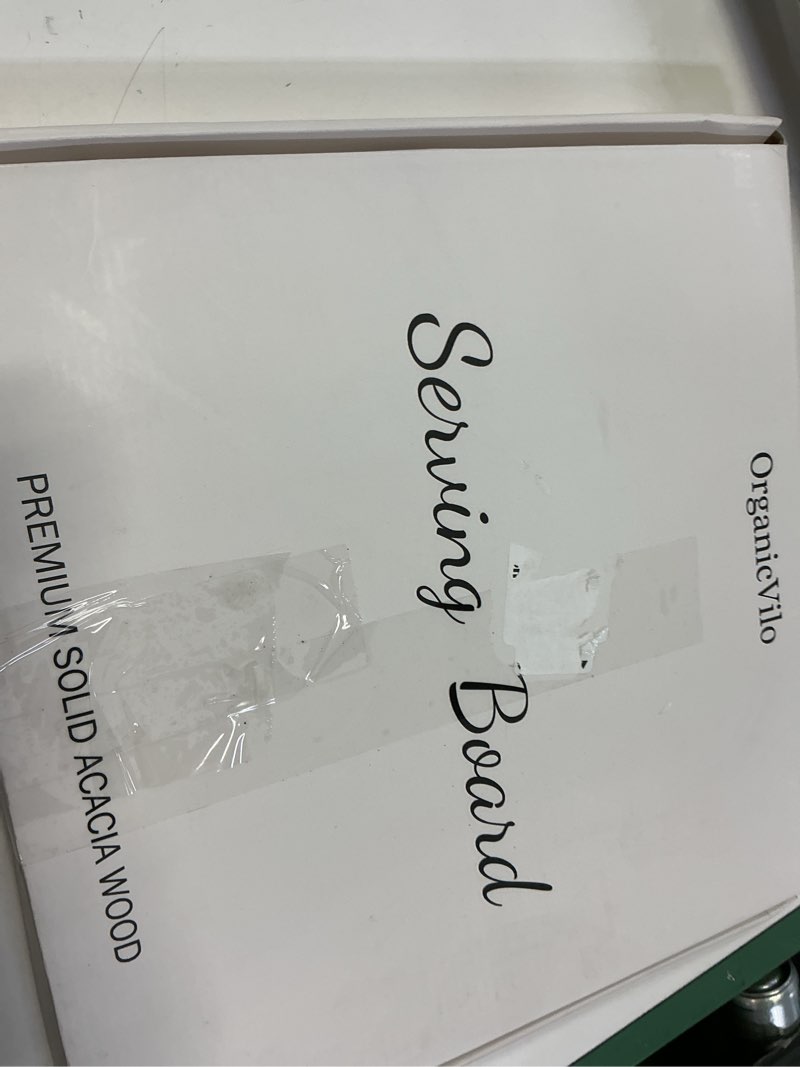 OrganicVilo
Serving Board
PREMIUM SOLID ACACIA WOOD